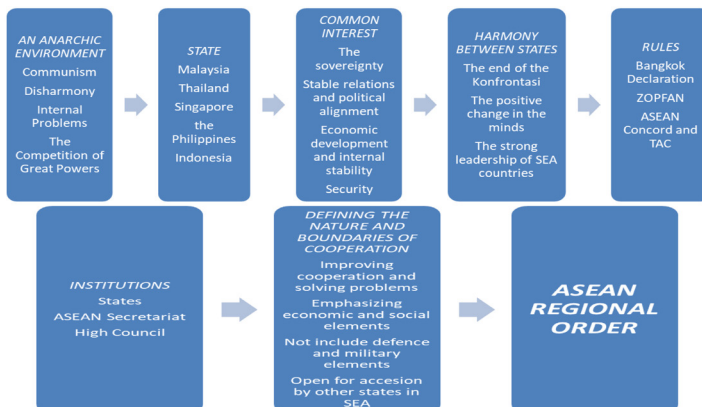 AN ANARCHIC
ENVIRONMENT
Communism
Disharmony
Internal
Problems
The
Competition of
Great Powers
STATE
Malaysia
Thailand
Singapore
the
Philippines
Indonesia
COMMON
INTEREST
The
sovereignty
Stable relations
and political
alignment
Economic
development
and internal
stability
Security
HARMONY
BETWEEN STATES
The end of the
Konfrontasi
The positive
change in the
minds
The strong
leadership of SEA
countries
RULES
Bangkok
Declaration
ZOPFAN
ASEAN
Concord and
TAC
INSTITUTIONS
States
ASEAN Secretariat
High Council
DEFINING THE
NATURE AND
BOUNDARIES OF
COOPERATION
Improving
cooperation and
solving problems
Emphasizing
economic and social
elements
Not include defence
and military
elements
Open for accesion
by other states in
SEA
ASEAN
REGIONAL
ORDER